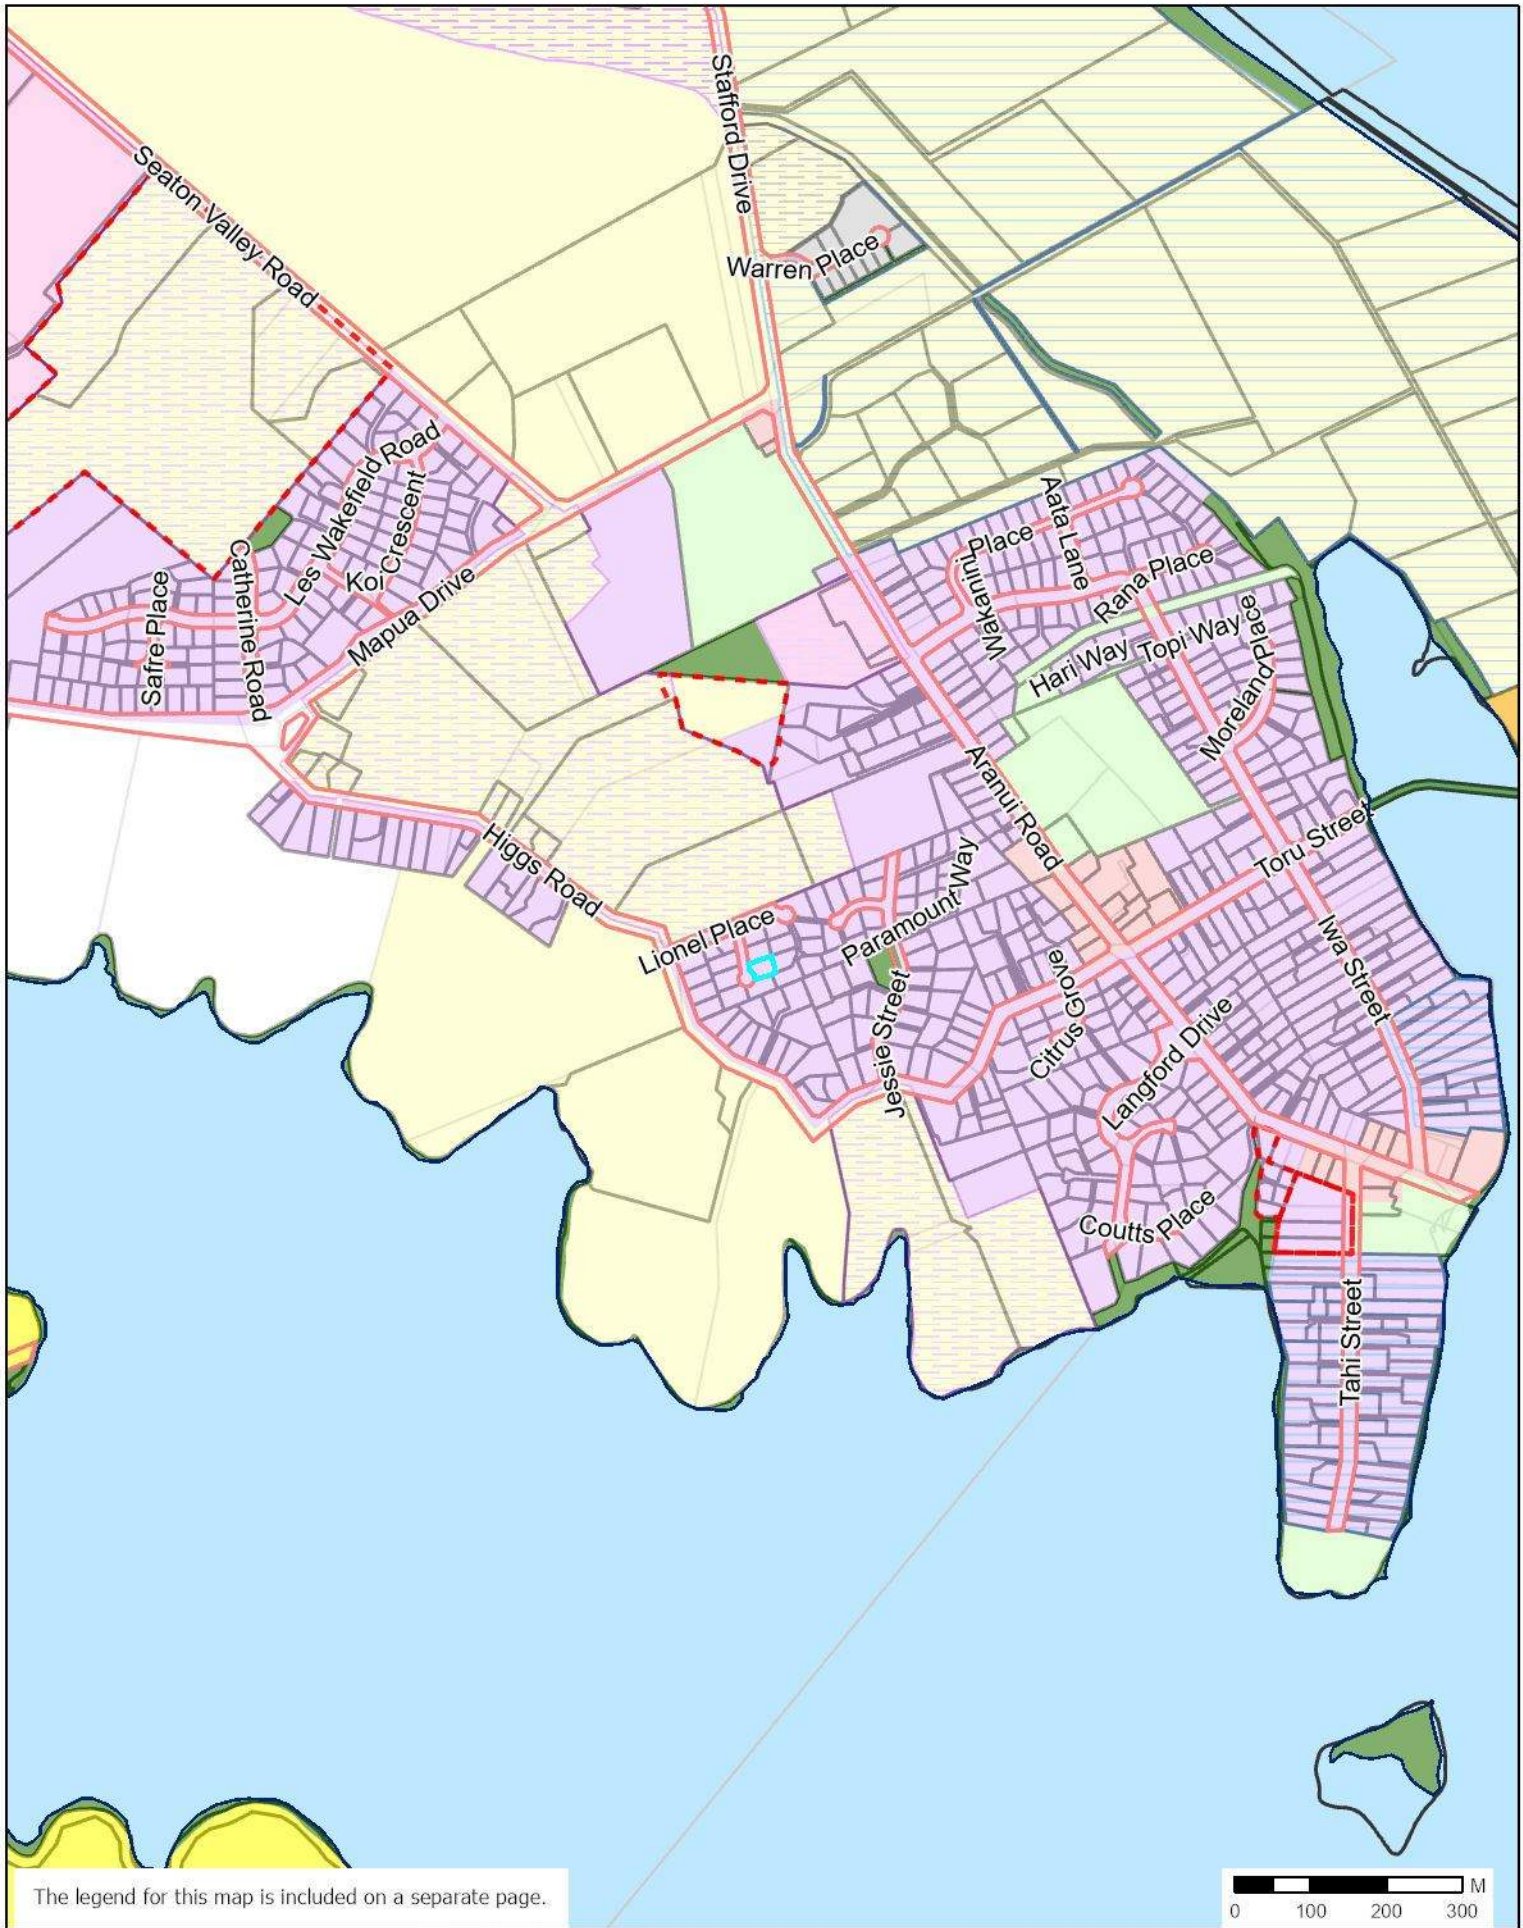 Stafford Drive
Seaton Valley Road
Warren Place
Les Wakefield Road
Koi Crescent
Catherine Road
Safre Place
Mapua Drive
Aata Lane
Wakanini Place
Rana Place
Hari Way
Topi Way
Moreland Place
Aranui Road
Toru Street
Higgs Road
Lionel Place
Paramount Way
Iwa Street
Jessie Street
Citrus Grove
Langford Drive
Coutts Place
Tahi Street
The legend for this map is included on a separate page.
M
0 100 200 300